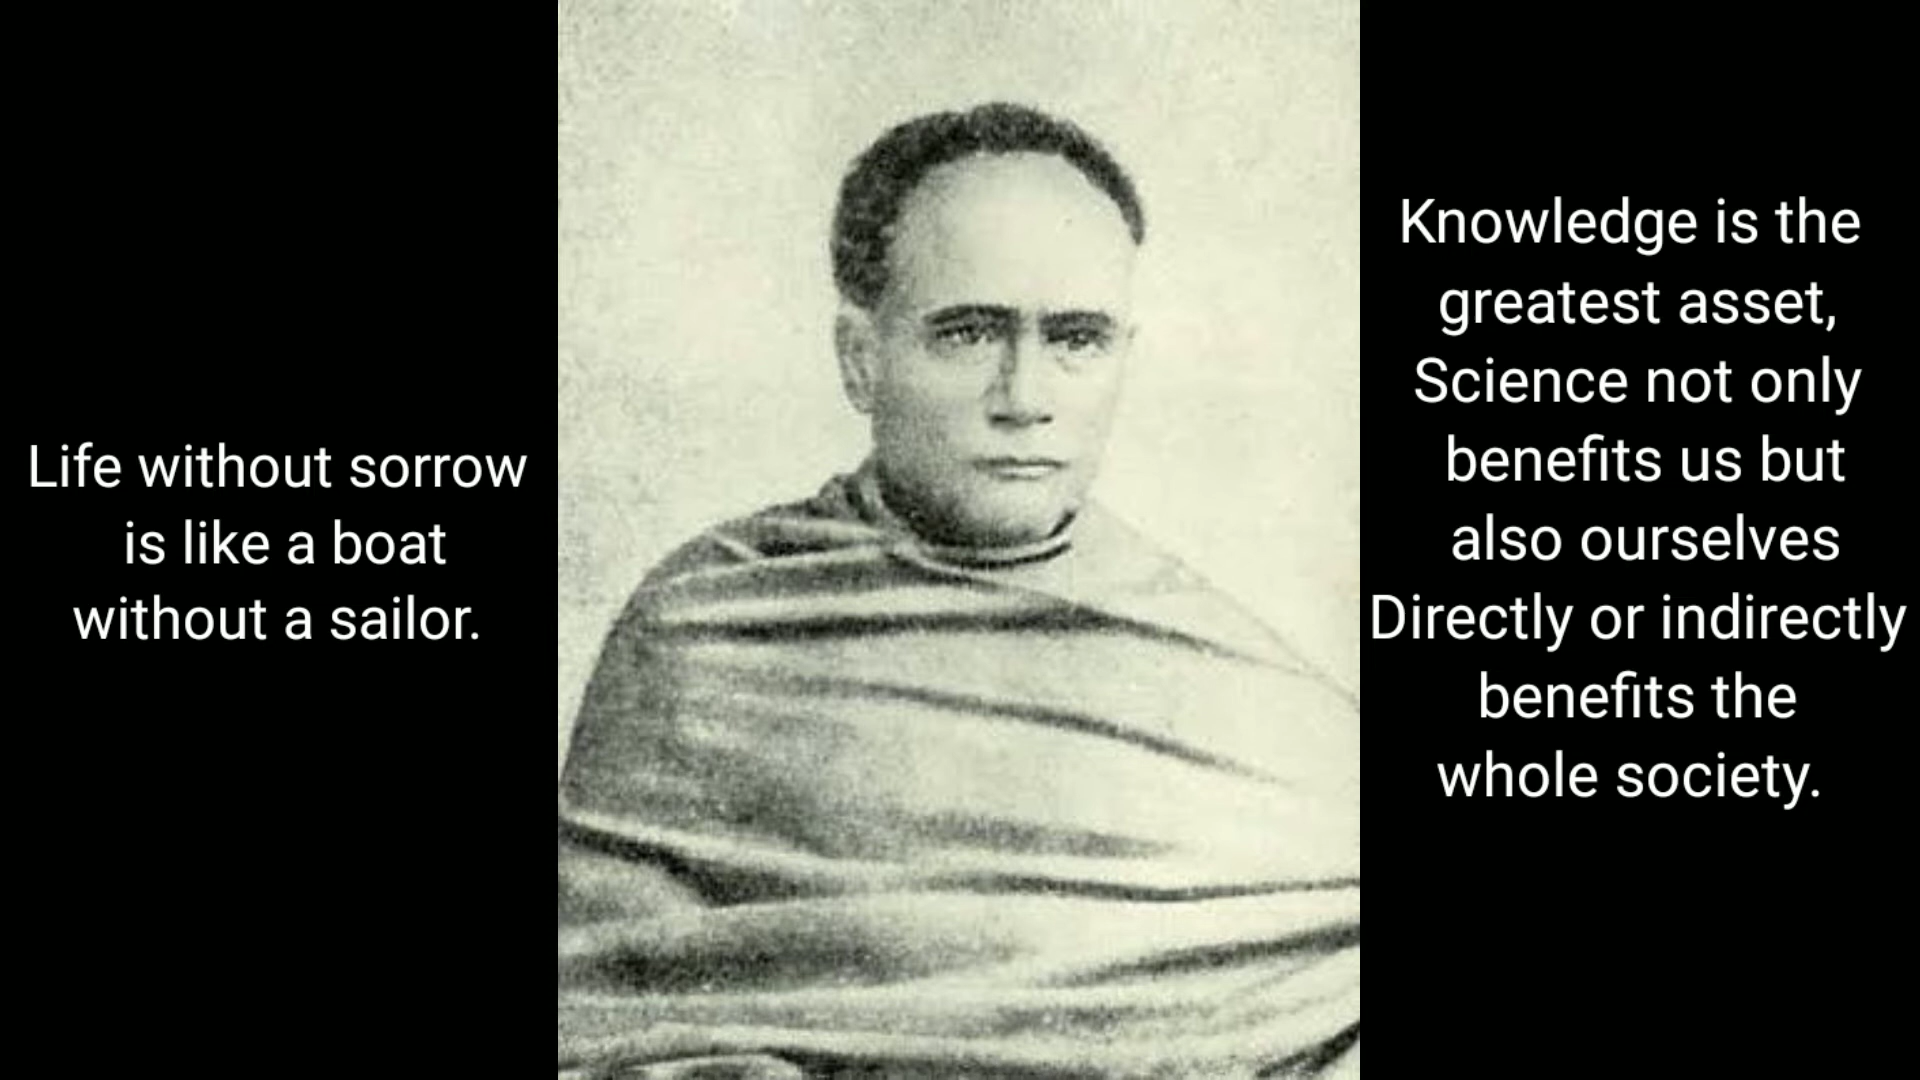 Life without sorrow
is like a boat
without a sailor.
Knowledge is the
greatest asset,
Science not only
benefits us but
also ourselves
Directly or indirectly
benefits the
whole society.